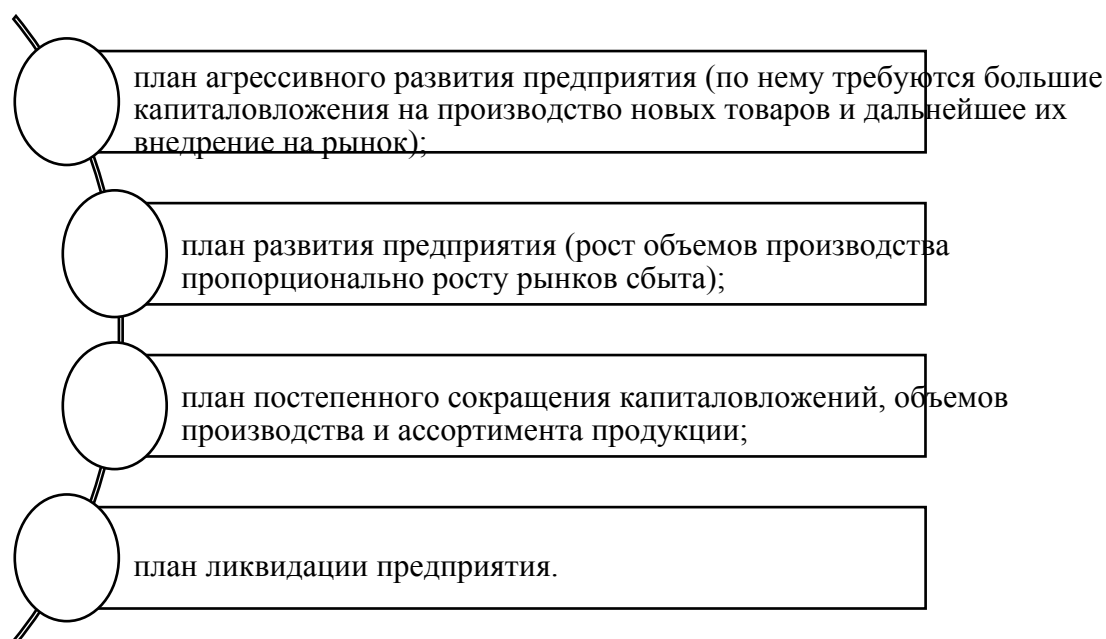 план агрессивного развития предприятия (по нему требуются большие
капиталовложения на производство новых товаров и дальнейшее их
внедрение на рынок);
план развития предприятия (рост объемов производства
пропорционально росту рынков сбыта);
план постепенного сокращения капиталовложений, объемов
производства и ассортимента продукции;
план ликвидации предприятия.